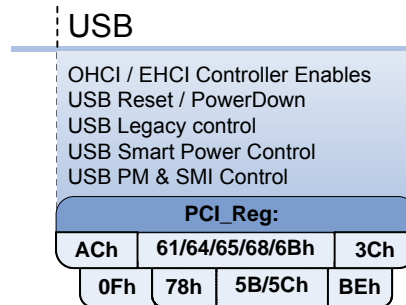 USB
OHCI / EHCI Controller Enables
USB Reset / PowerDown
USB Legacy control
USB Smart Power Control
USB PM & SMI Control
PCI_Reg:
ACh 61/64/65/68/6Bh 3Ch
0Fh 78h 5B/5Ch BEh